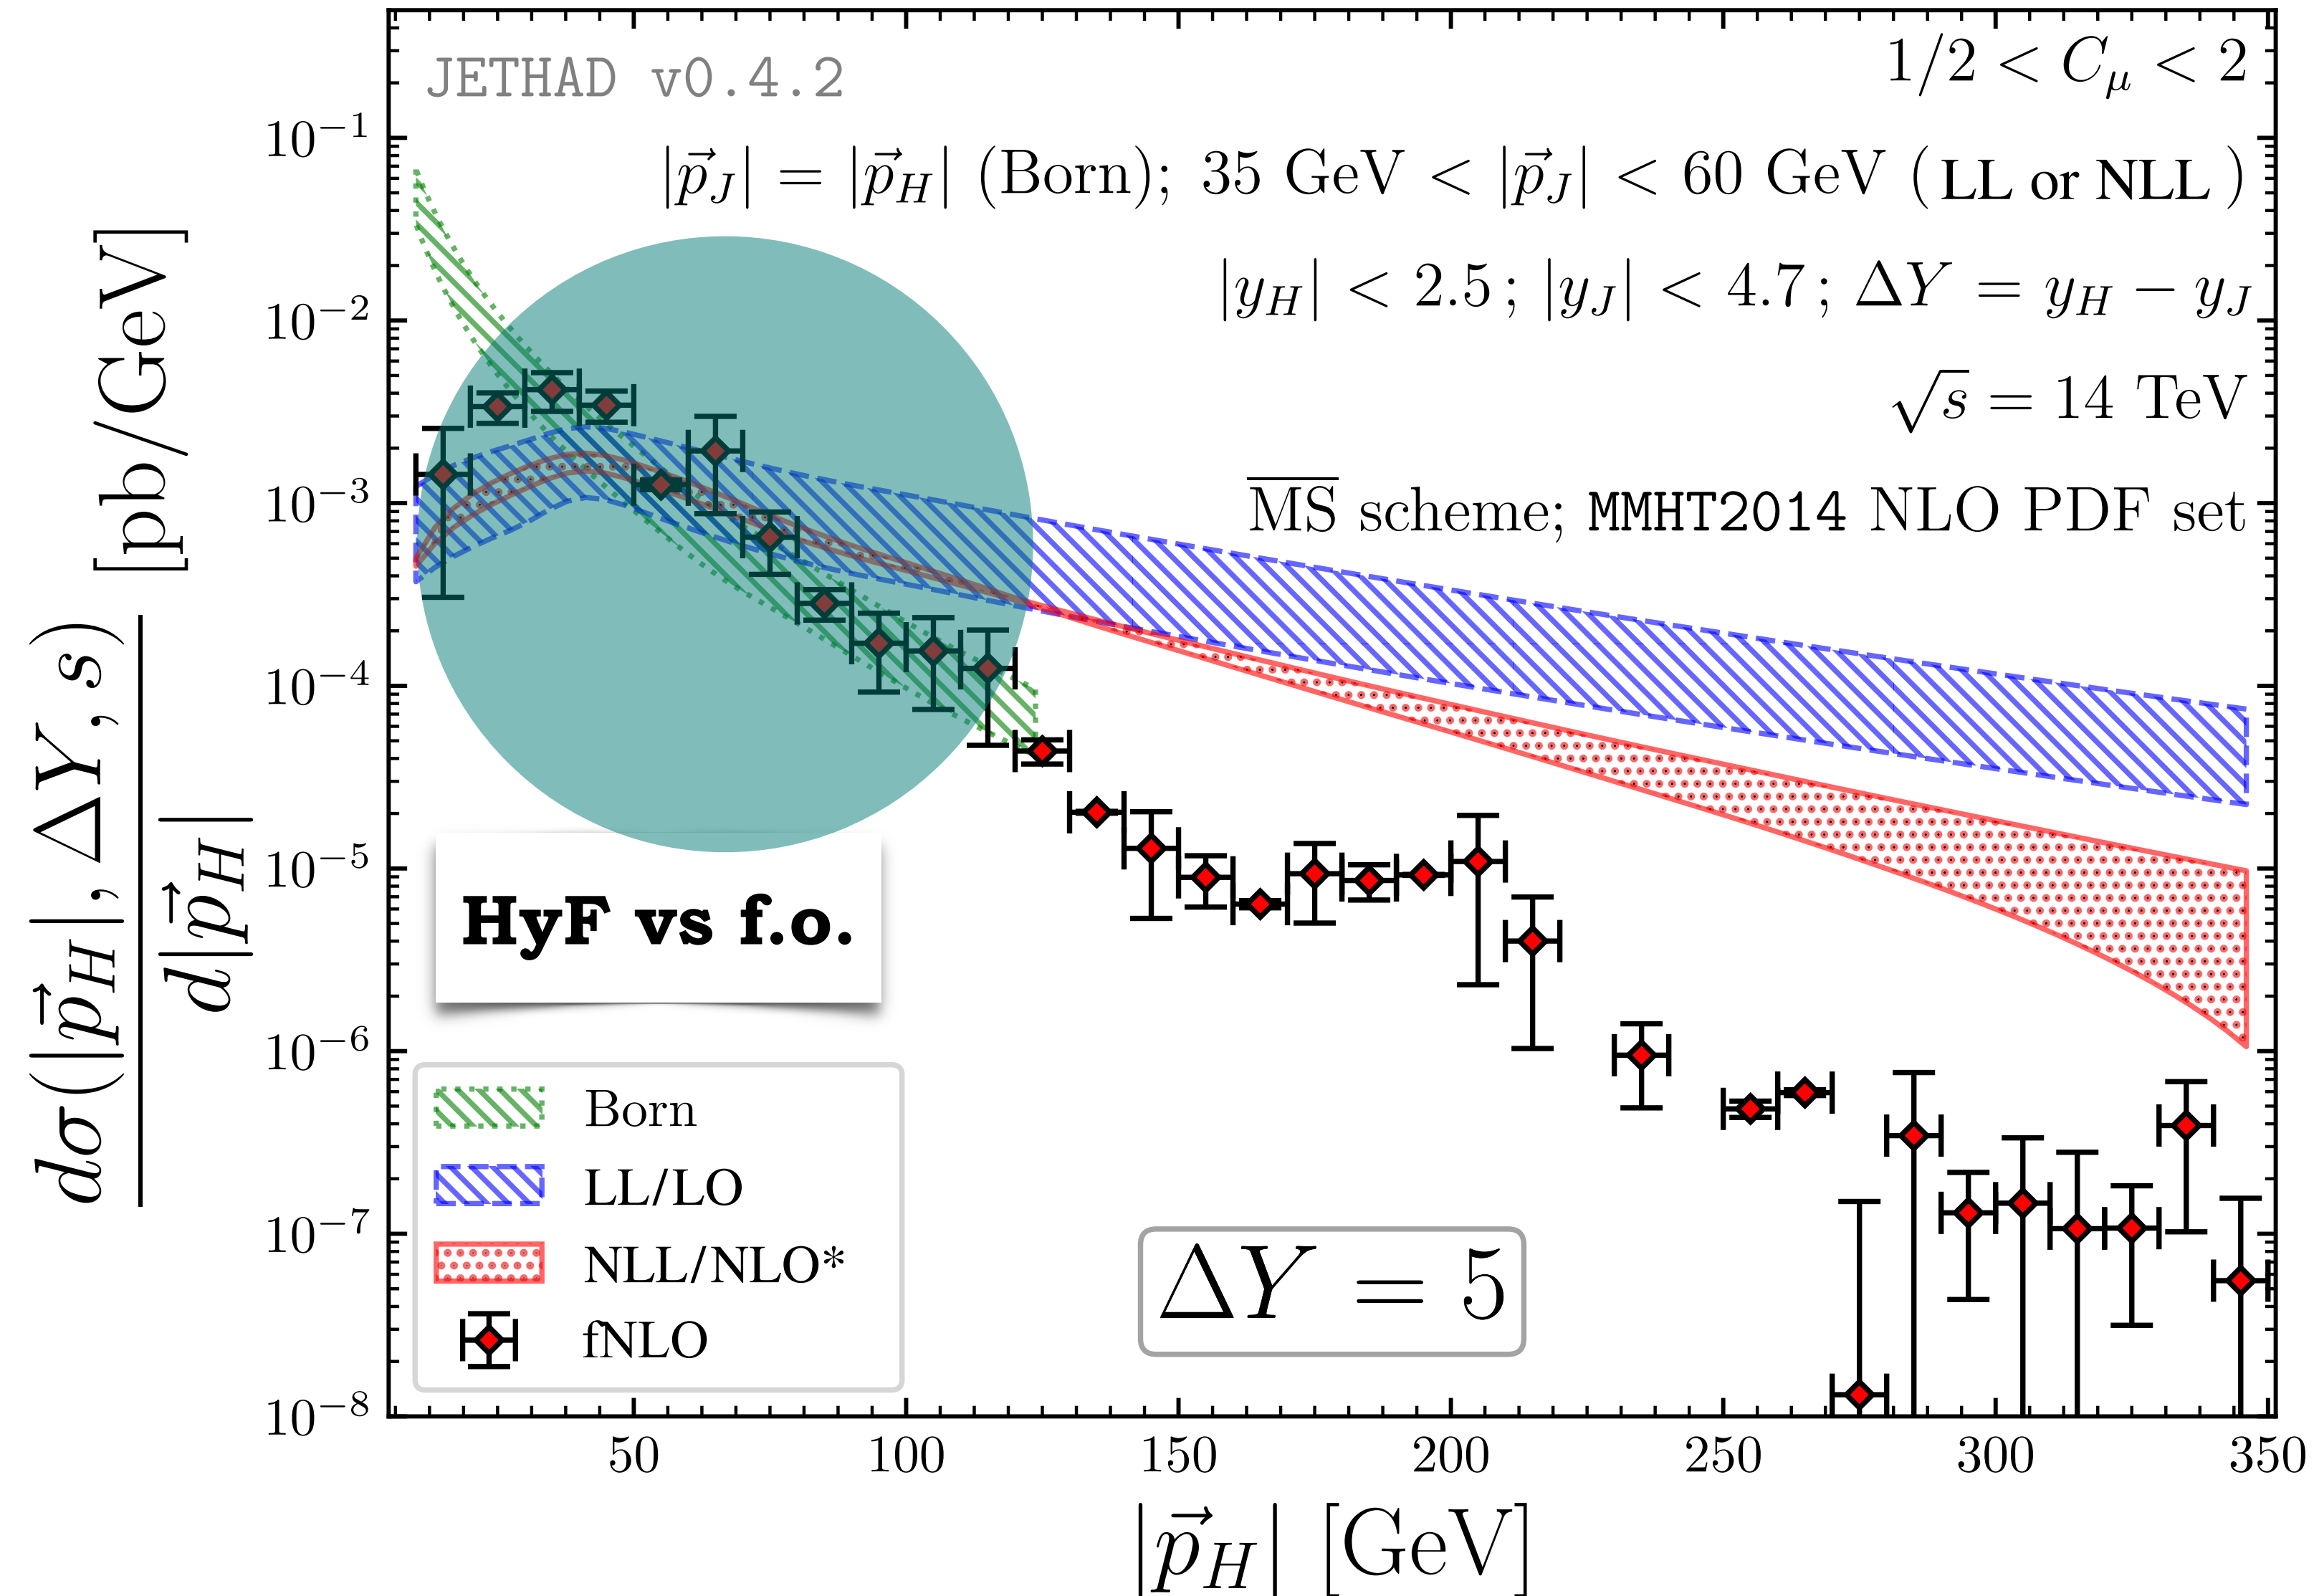 JETHAD v0.4.2
1/2 < C_μ < 2
|p⃗_J| = |p⃗_H| (Born); 35 GeV < |p⃗_J| < 60 GeV ( LL or NLL )
|y_H| < 2.5 ; |y_J| < 4.7 ; ΔY = y_H − y_J
√s = 14 TeV
M̅S̅ scheme; MMHT2014 NLO PDF set
dσ(|p⃗_H|, ΔY, s)
d|p⃗_H|
[pb/GeV]
10⁻¹
10⁻²
10⁻³
10⁻⁴
10⁻⁵
10⁻⁶
10⁻⁷
10⁻⁸
HyF vs f.o.
Born
LL/LO
NLL/NLO*
fNLO
ΔY = 5
50 100 150 200 250 300 350
|p⃗_H| [GeV]